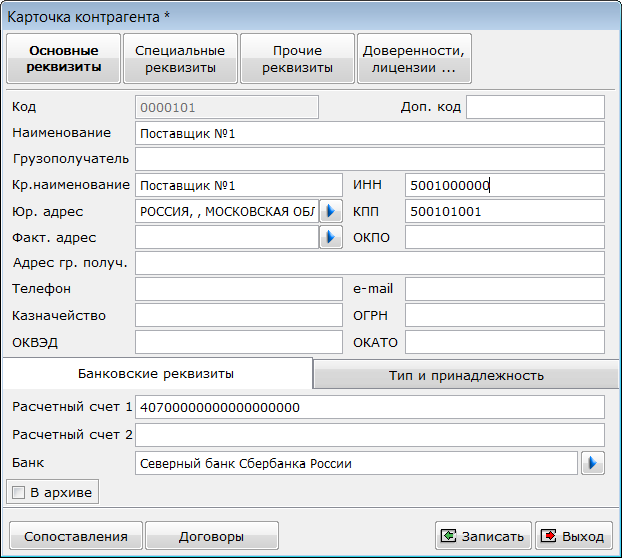 Карточка контрагента *
Основные реквизиты
Специальные реквизиты
Прочие реквизиты
Доверенности, лицензии ...
Код 0000101 Доп. код
Наименование Поставщик №1
Грузополучатель
Кр.наименование Поставщик №1 ИНН 5001000000
Юр. адрес РОССИЯ, , МОСКОВСКАЯ ОБЛ КПП 500101001
Факт. адрес ОКПО
Адрес гр. получ.
Телефон e-mail
Казначейство ОГРН
ОКВЭД ОКАТО
Банковские реквизиты Тип и принадлежность
Расчетный счет 1 40700000000000000000
Расчетный счет 2
Банк Северный банк Сбербанка России
В архиве
Сопоставления Договоры Записать Выход